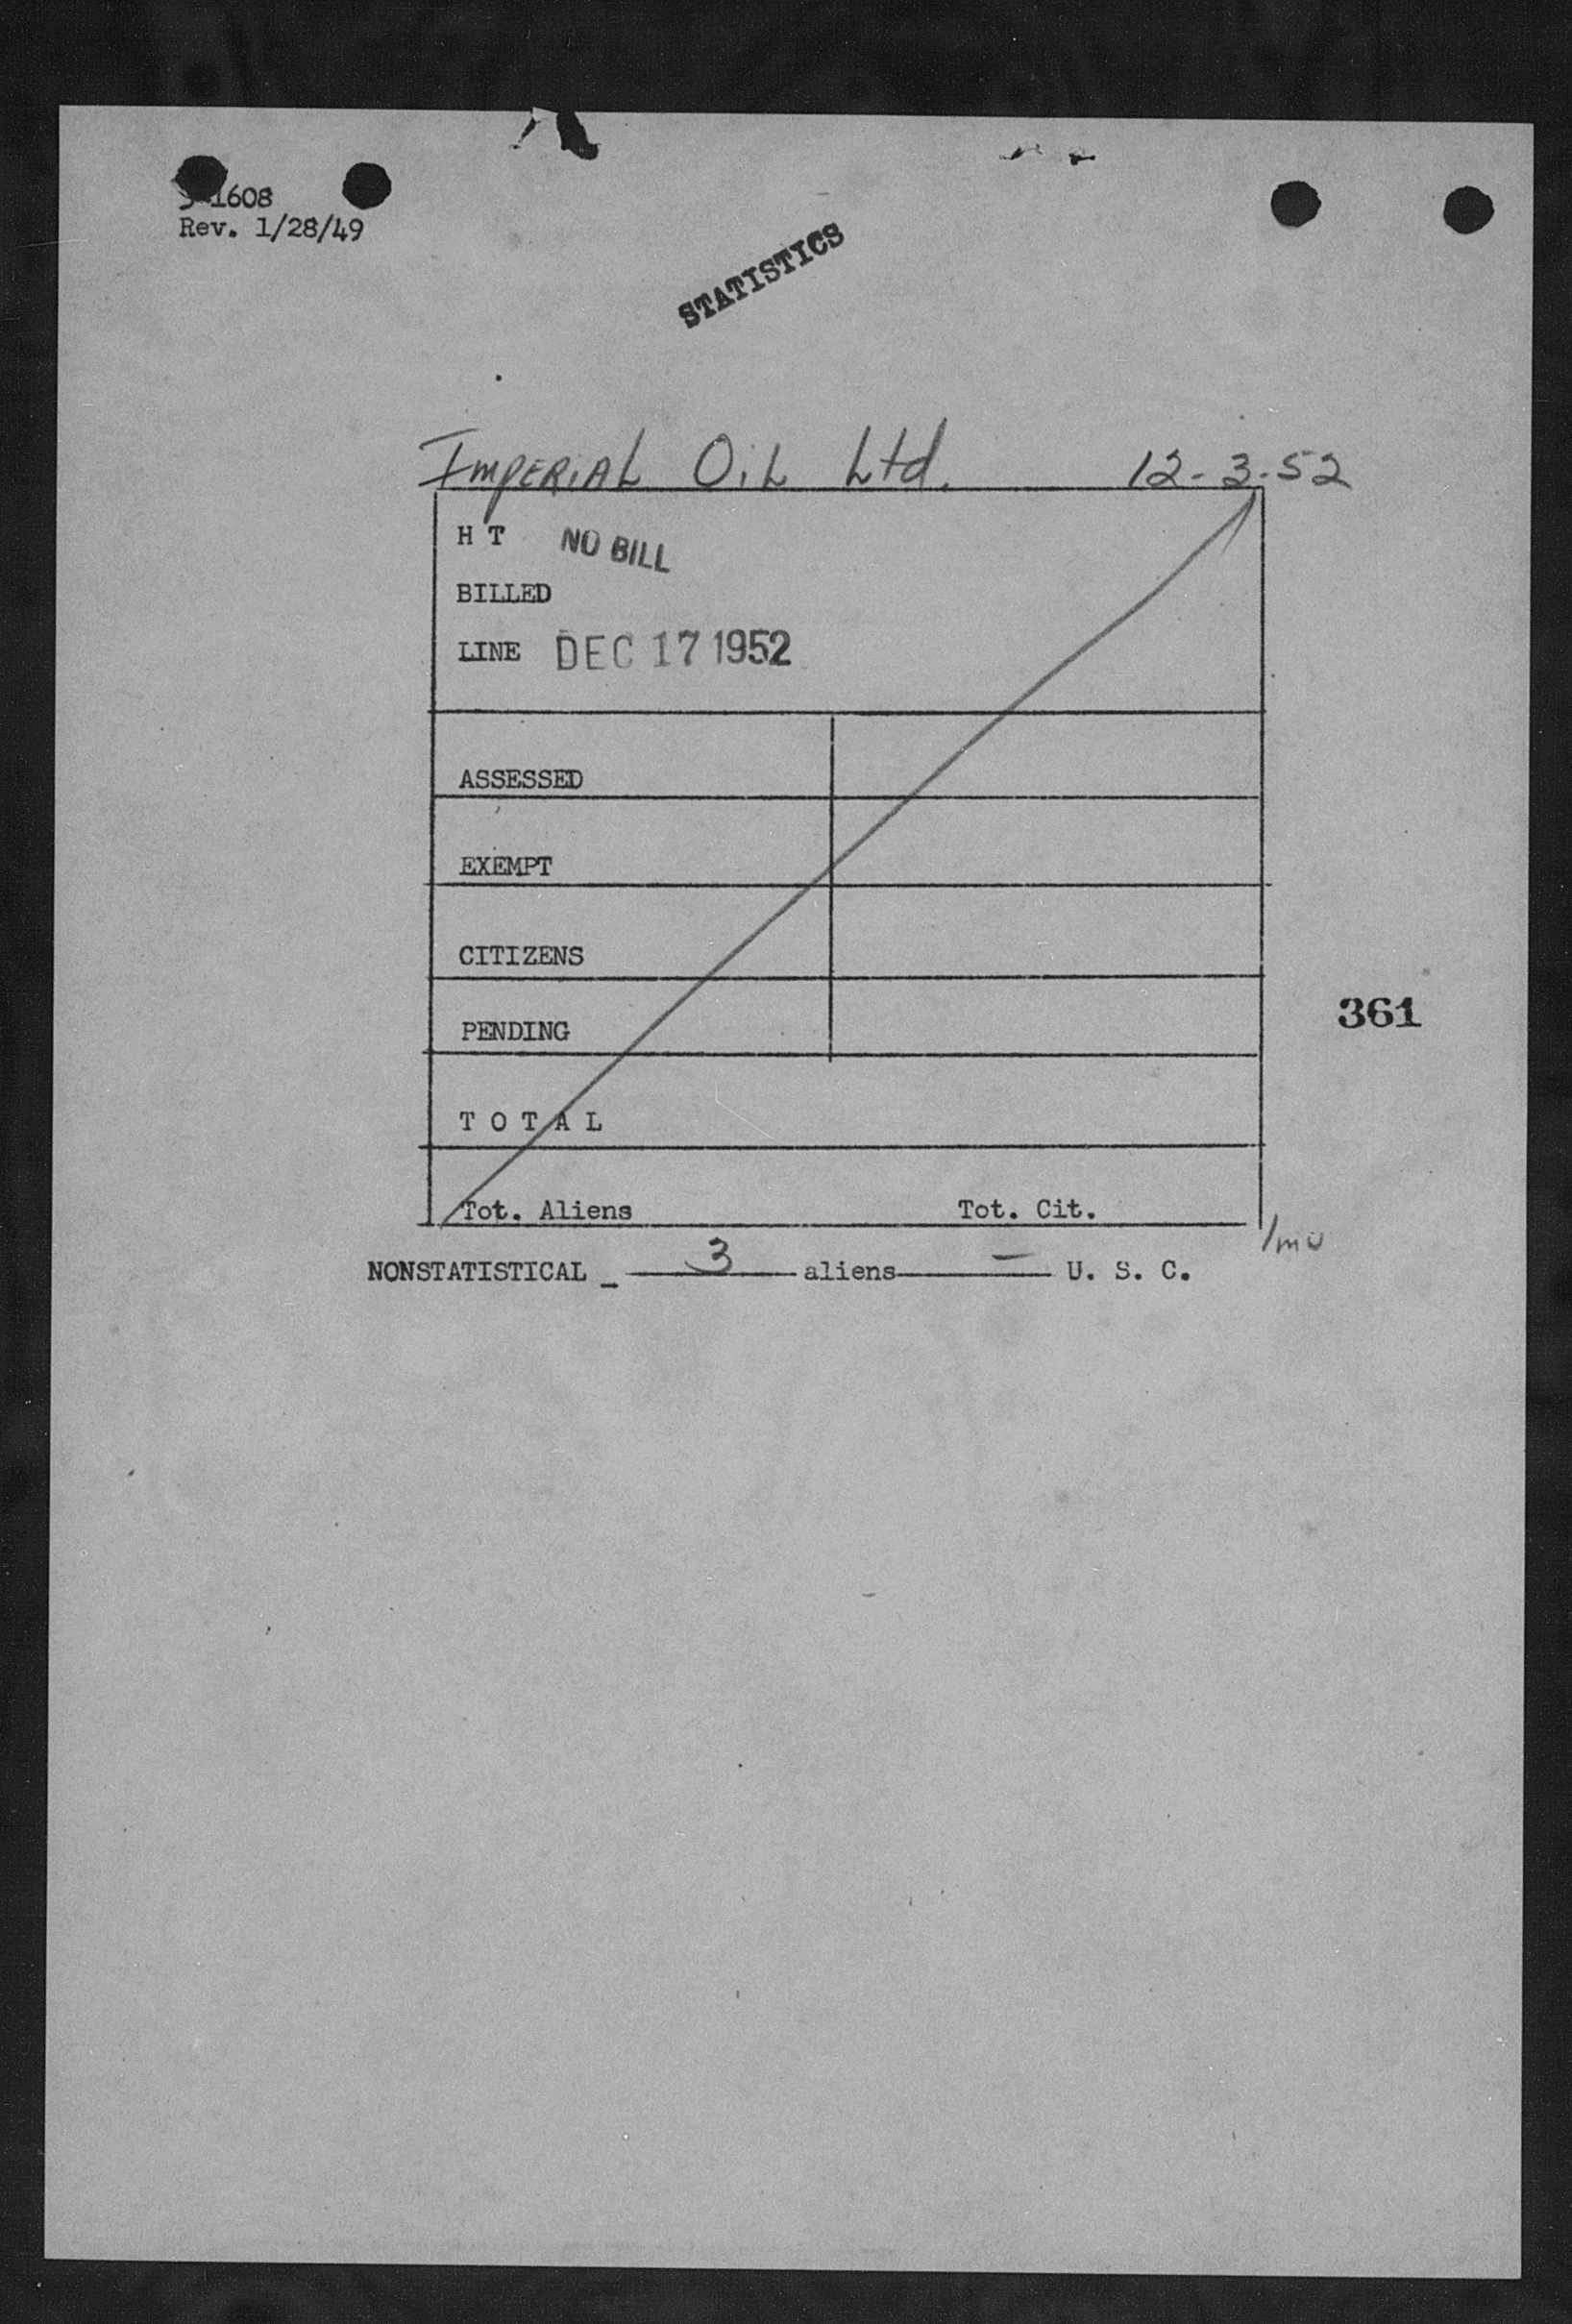 1608
Rev. 1/28/49
STATISTICS
IMPERIAL OIL Ltd. 12-3-52
H T NO BILL
BILLED
LINE DEC 17 1952
ASSESSED
EXEMPT
CITIZENS
PENDING
361
T O T A L
Tot. Aliens Tot. Cit.
NONSTATISTICAL - 3 aliens - U. S. C.